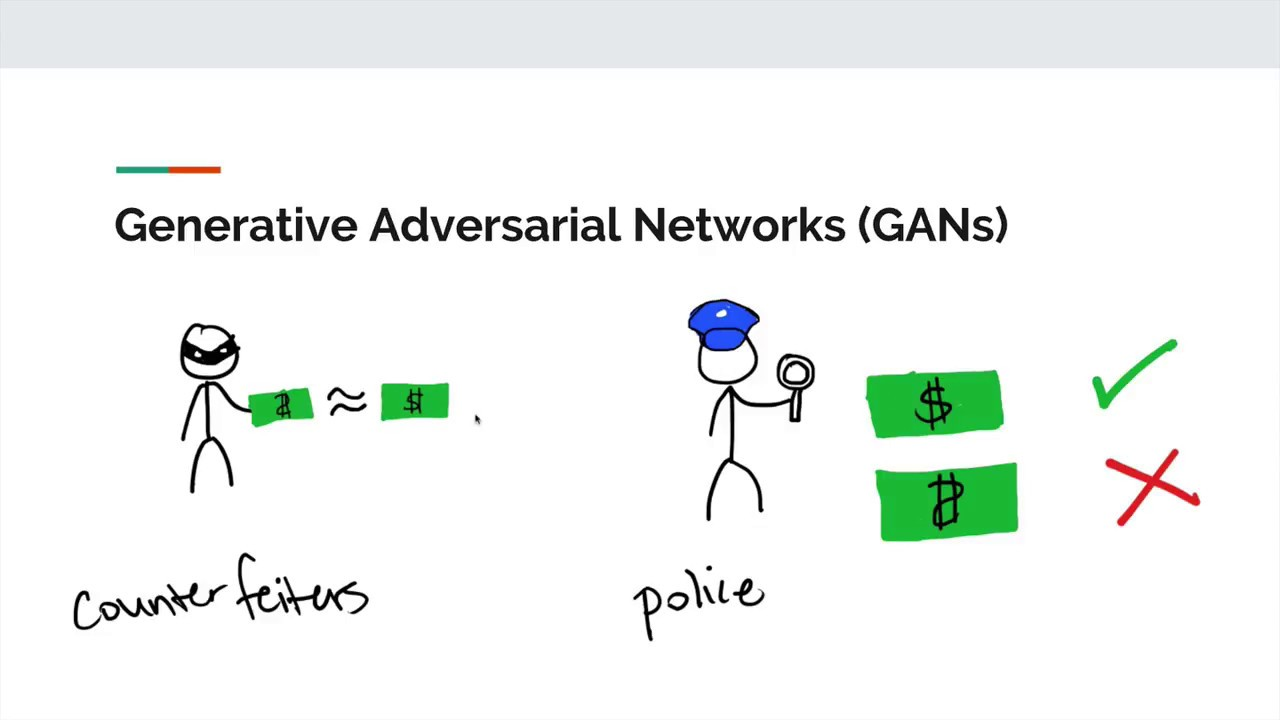 Generative Adversarial Networks (GANs)
$
$
counterfeiters
police